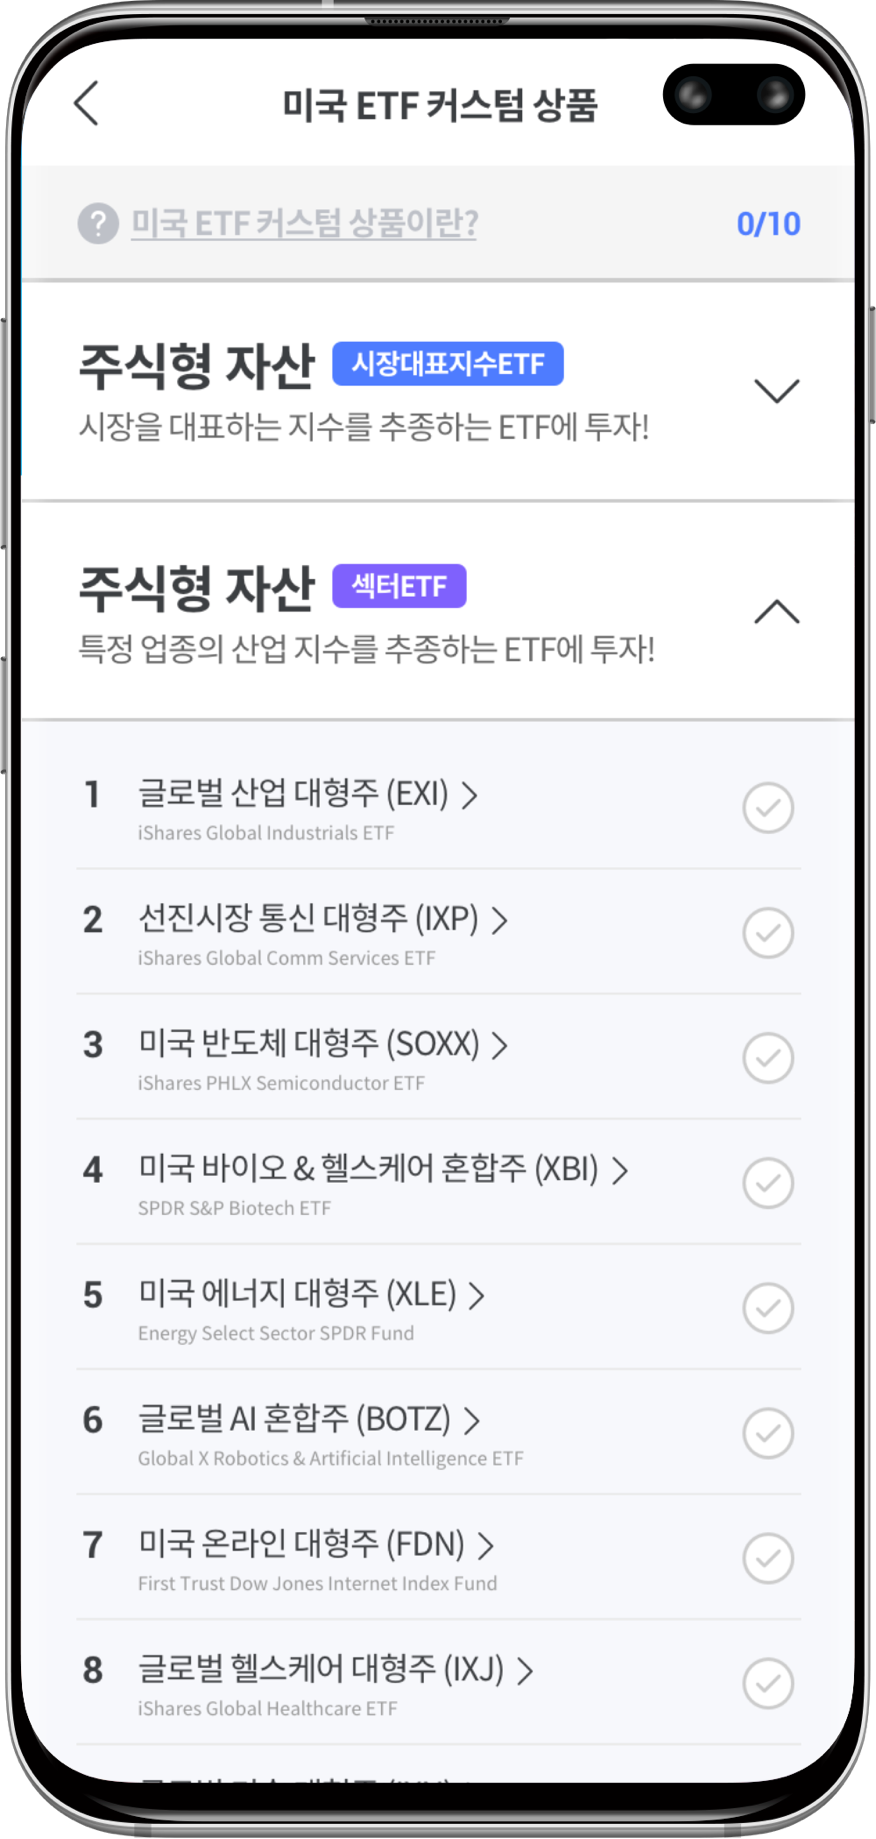 미국 ETF 커스텀 상품
? 미국 ETF 커스텀 상품이란? 0/10
주식형 자산 시장대표지수ETF
시장을 대표하는 지수를 추종하는 ETF에 투자!
주식형 자산 섹터ETF
특정 업종의 산업 지수를 추종하는 ETF에 투자!
1 글로벌 산업 대형주 (EXI)
iShares Global Industrials ETF
2 선진시장 통신 대형주 (IXP)
iShares Global Comm Services ETF
3 미국 반도체 대형주 (SOXX)
iShares PHLX Semiconductor ETF
4 미국 바이오 & 헬스케어 혼합주 (XBI)
SPDR S&P Biotech ETF
5 미국 에너지 대형주 (XLE)
Energy Select Sector SPDR Fund
6 글로벌 AI 혼합주 (BOTZ)
Global X Robotics & Artificial Intelligence ETF
7 미국 온라인 대형주 (FDN)
First Trust Dow Jones Internet Index Fund
8 글로벌 헬스케어 대형주 (IXJ)
iShares Global Healthcare ETF